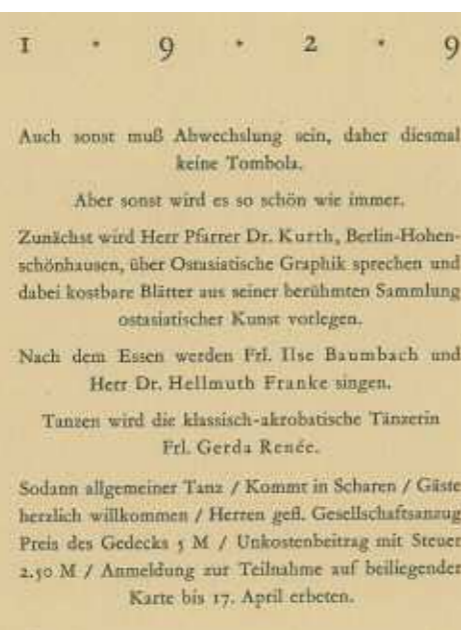 1 · 9 · 2 · 9
Auch sonst muß Abwechslung sein, daher diesmal
keine Tombola.
Aber sonst wird es so schön wie immer.
Zunächst wird Herr Pfarrer Dr. Kurth, Berlin-Hohen-
schönhausen, über Ostasiatische Graphik sprechen und
dabei kostbare Blätter aus seiner berühmten Sammlung
ostasiatischer Kunst vorlegen.
Nach dem Essen werden Frl. Ilse Baumbach und
Herr Dr. Hellmuth Franke singen.
Tanzen wird die klassisch-akrobatische Tänzerin
Frl. Gerda Renée.
Sodann allgemeiner Tanz / Kommt in Scharen / Gäste
herzlich willkommen / Herren gefl. Gesellschaftsanzug
Preis des Gedecks 5 M / Unkostenbeitrag mit Steuer
2.50 M / Anmeldung zur Teilnahme auf beiliegender
Karte bis 17. April erbeten.